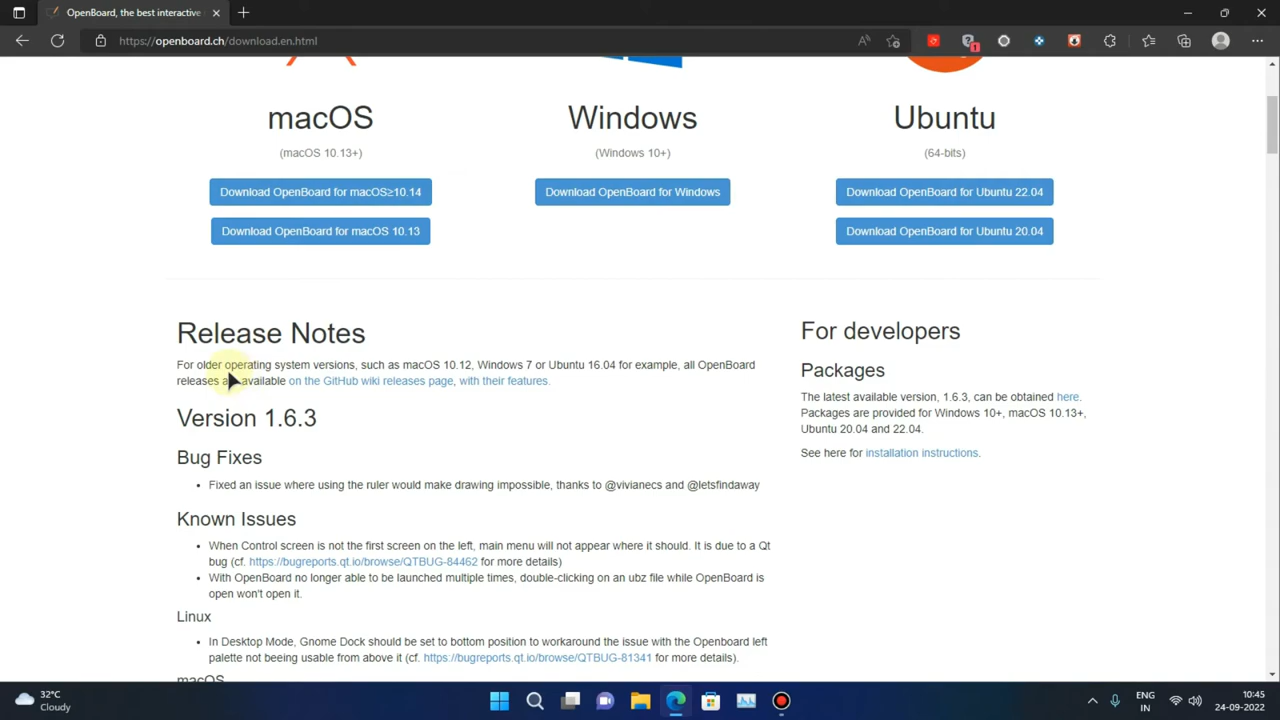 OpenBoard, the best interactive
https://openboard.ch/download.en.html
1
macOS
(macOS 10.13+)
Download OpenBoard for macOS≥10.14
Download OpenBoard for macOS 10.13
Windows
(Windows 10+)
Download OpenBoard for Windows
Ubuntu
(64-bits)
Download OpenBoard for Ubuntu 22.04
Download OpenBoard for Ubuntu 20.04
Release Notes
For older operating system versions, such as macOS 10.12, Windows 7 or Ubuntu 16.04 for example, all OpenBoard
releases are available on the GitHub wiki releases page, with their features.
Version 1.6.3
Bug Fixes
• Fixed an issue where using the ruler would make drawing impossible, thanks to @vivianecs and @letsfindaway
Known Issues
• When Control screen is not the first screen on the left, main menu will not appear where it should. It is due to a Qt
bug (cf. https://bugreports.qt.io/browse/QTBUG-84462 for more details)
• With OpenBoard no longer able to be launched multiple times, double-clicking on an ubz file while OpenBoard is
open won't open it.
Linux
• In Desktop Mode, Gnome Dock should be set to bottom position to workaround the issue with the Openboard left
palette not beeing usable from above it (cf. https://bugreports.qt.io/browse/QTBUG-81341 for more details).
macOS
For developers
Packages
The latest available version, 1.6.3, can be obtained here.
Packages are provided for Windows 10+, macOS 10.13+,
Ubuntu 20.04 and 22.04.
See here for installation instructions.
32°C
Cloudy
ENG
IN
10:45
24-09-2022